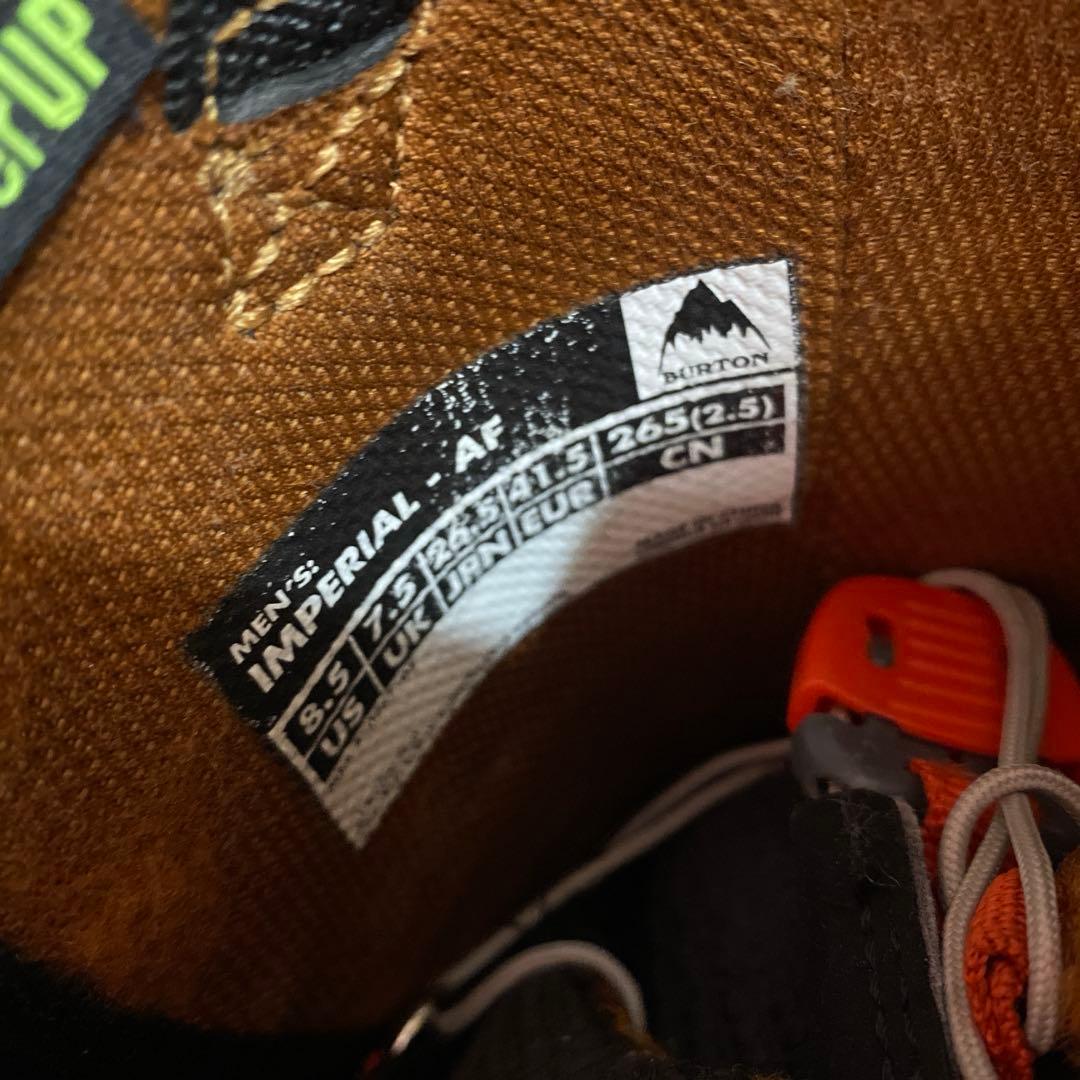 erUP
BURTON
MEN'S:
IMPERIAL - AF
8.5 7.5 26.5 41.5 265(2.5)
US UK JPN EUR CN